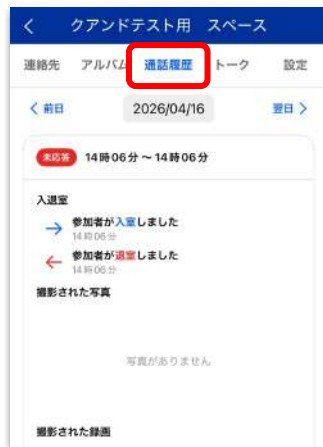 クアンドテスト用 スペース
連絡先 アルバム 通話履歴 トーク 設定
前日 2026/04/16 翌日
未応答 14時06分～14時06分
入退室
参加者が入室しました
14時06分
参加者が退室しました
14時06分
撮影された写真
写真がありません
撮影された録画